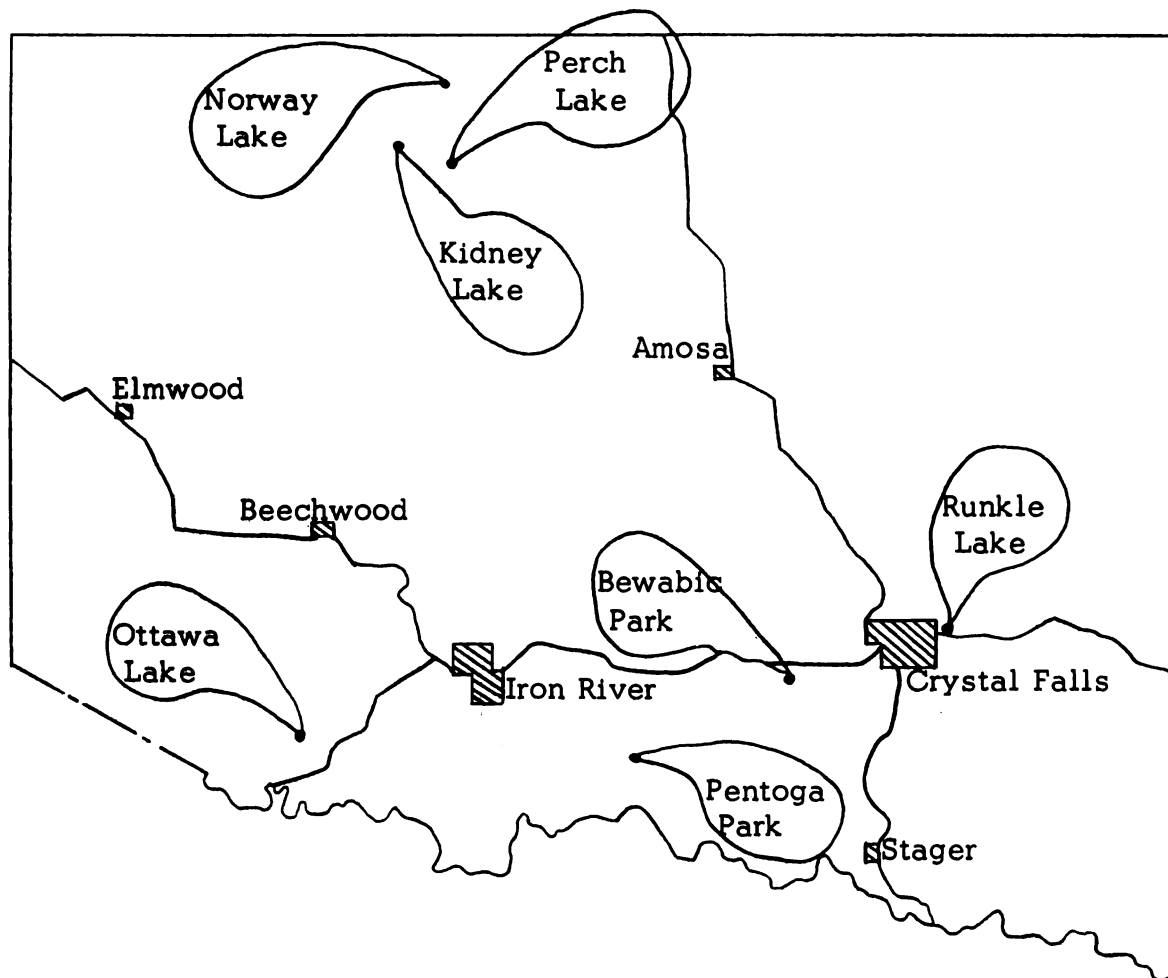 Perch
Lake
Norway
Lake
Kidney
Lake
Amosa
Elmwood
Beechwood
Runkle
Lake
Bewabic
Park
Ottawa
Lake
Iron River
Crystal Falls
Pentoga
Park
Stager